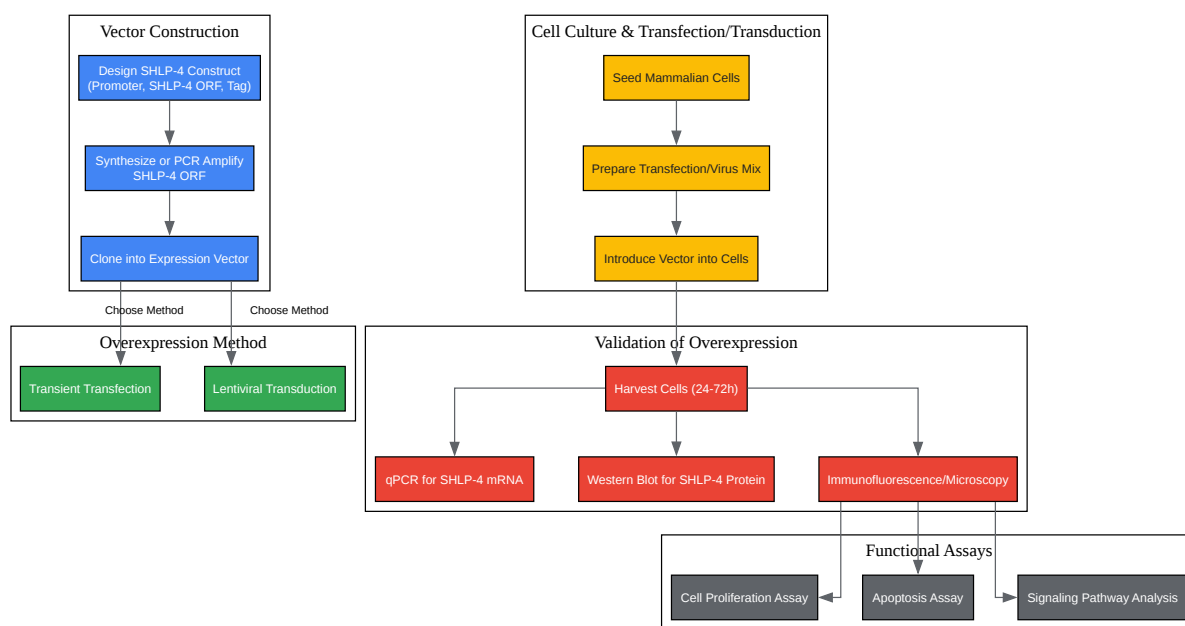 Vector Construction
Design SHLP-4 Construct
(Promoter, SHLP-4 ORF, Tag)
Synthesize or PCR Amplify
SHLP-4 ORF
Clone into Expression Vector
Choose Method
Choose Method
Overexpression Method
Transient Transfection
Lentiviral Transduction
Cell Culture & Transfection/Transduction
Seed Mammalian Cells
Prepare Transfection/Virus Mix
Introduce Vector into Cells
Validation of Overexpression
Harvest Cells (24-72h)
qPCR for SHLP-4 mRNA
Western Blot for SHLP-4 Protein
Immunofluorescence/Microscopy
Functional Assays
Cell Proliferation Assay
Apoptosis Assay
Signaling Pathway Analysis